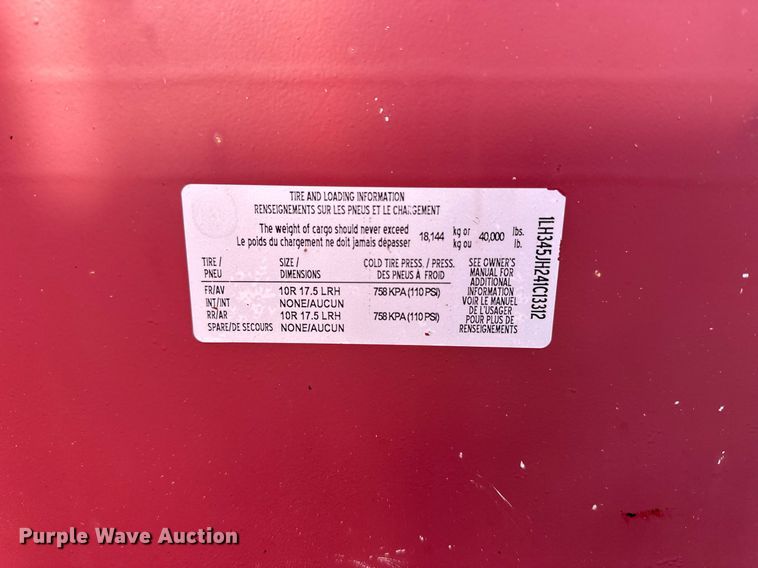 TIRE AND LOADING INFORMATION
RENSEIGNEMENTS SUR LES PNEUS ET LE CHARGEMENT
The weight of cargo should never exceed 18,144 kg or 40,000 lbs.
Le poids du chargement ne doit jamais dépasser kg ou lb.
TIRE / SIZE / COLD TIRE PRESS. / PRESS.
PNEU DIMENSIONS DES PNEUS À FROID
FR/AV 10R 17.5 LRH 758 KPA (110 PSI)
INT/INT NONE/AUCUN
RR/AR 10R 17.5 LRH 758 KPA (110 PSI)
SPARE/DE SECOURS NONE/AUCUN
SEE OWNER'S
MANUAL FOR
ADDITIONAL
INFORMATION
VOIR LE MANUEL
DE L'USAGER
POUR PLUS DE
RENSEIGNEMENTS
1LH345JH241C13312
Purple Wave Auction